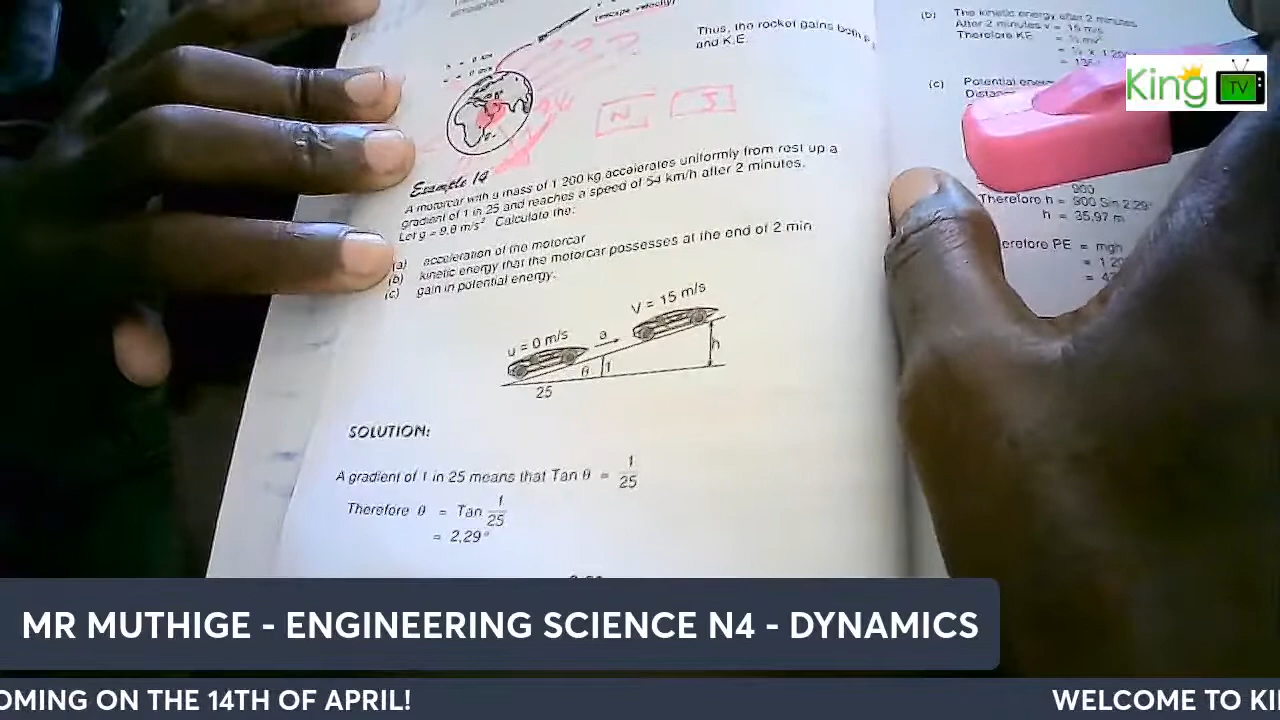 (escape velocity)
Thus, the rocket gains both
and K.E.
N S
Example 14
A motorcar with a mass of 1 200 kg accelerates uniformly from rest up a
gradient of 1 in 25 and reaches a speed of 54 km/h after 2 minutes.
Let g = 9,8 m/s² Calculate the:
(a) acceleration of the motorcar
(b) kinetic energy that the motorcar possesses at the end of 2 min
(c) gain in potential energy.
V = 15 m/s
u = 0 m/s
a
h
θ 1
25
SOLUTION:
A gradient of 1 in 25 means that Tan θ = 1/25
Therefore θ = Tan 1/25
= 2,29°
(b) The kinetic energy after 2 minutes
After 2 minutes v = 15 m/s
Therefore KE = ½ mv²
(c) Potential
900
Therefore h = 900 Sin 2.29°
h = 35,97 m
PE = mgh
King TV
MR MUTHIGE - ENGINEERING SCIENCE N4 - DYNAMICS
OMING ON THE 14TH OF APRIL!
WELCOME TO KI